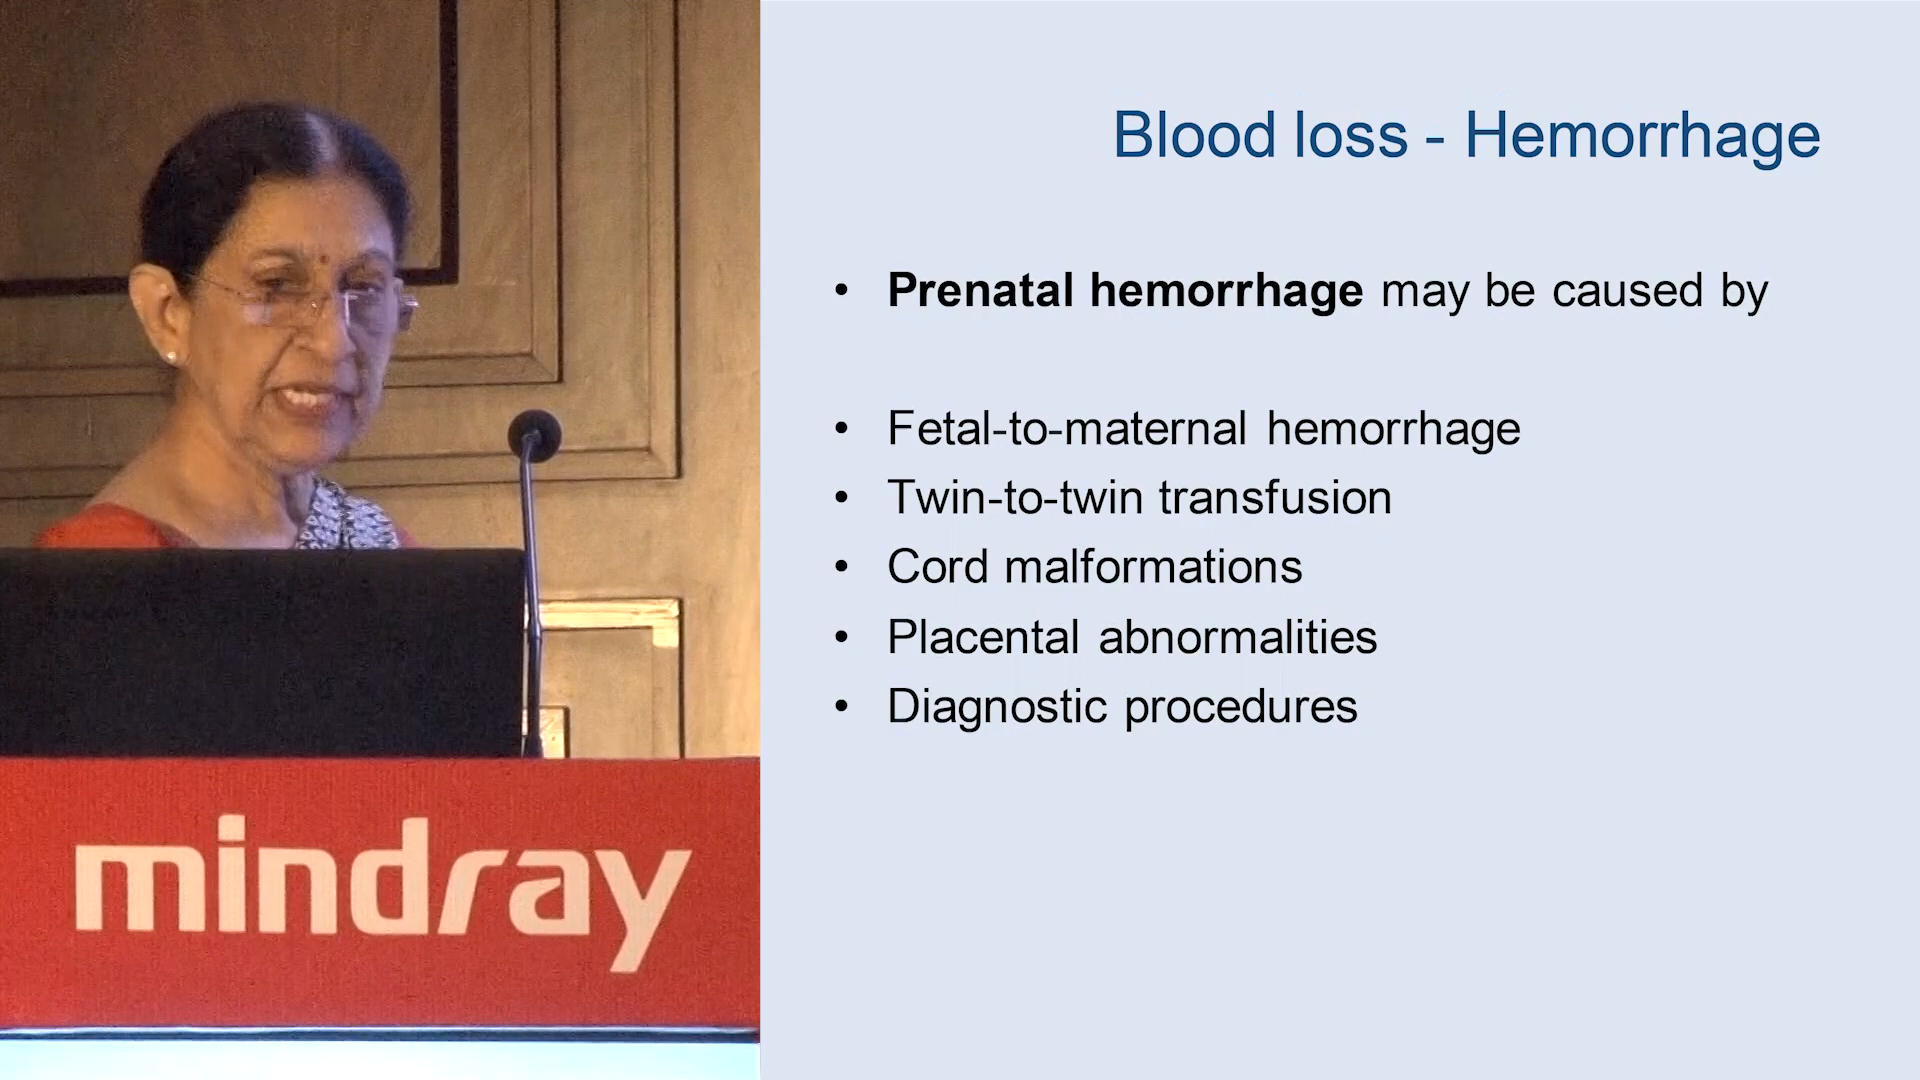 Blood loss - Hemorrhage
• Prenatal hemorrhage may be caused by
• Fetal-to-maternal hemorrhage
• Twin-to-twin transfusion
• Cord malformations
• Placental abnormalities
• Diagnostic procedures
mindray